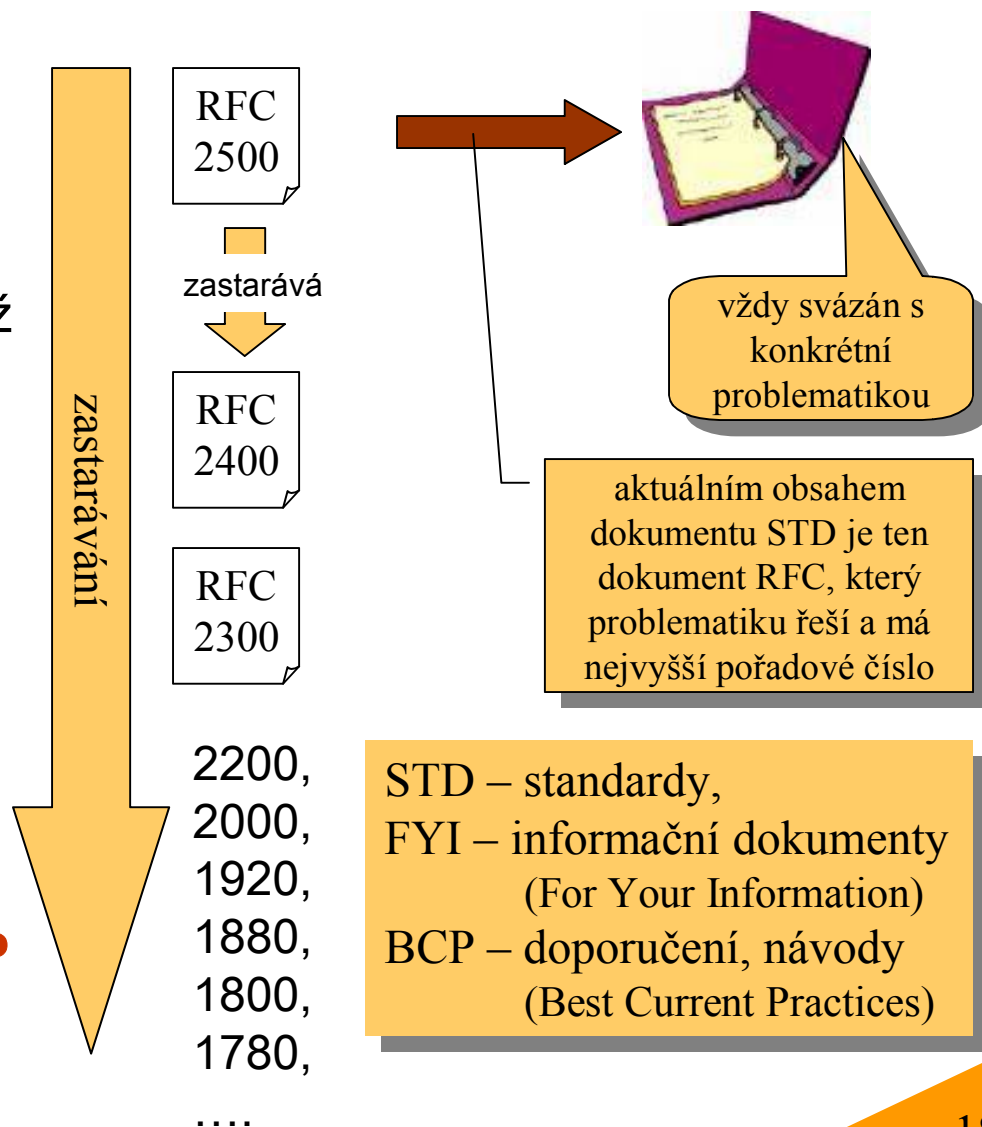 RFC
2500
zastarává
ž
RFC
2400
RFC
2300
zastarávání
vždy svázán s
konkrétní
problematikou
aktuálním obsahem
dokumentu STD je ten
dokument RFC, který
problematiku řeší a má
nejvyšší pořadové číslo
2200,
2000,
1920,
1880,
1800,
1780,
....
STD – standardy,
FYI – informační dokumenty
(For Your Information)
BCP – doporučení, návody
(Best Current Practices)